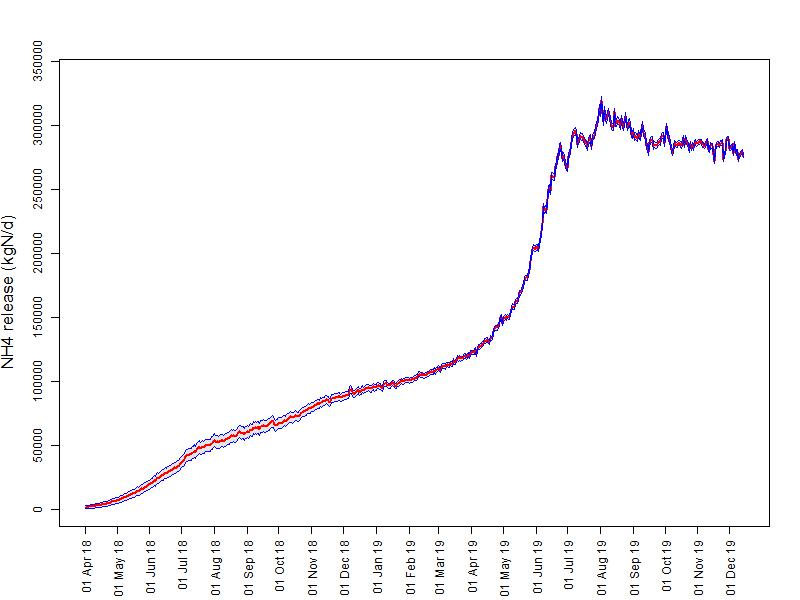 NH4 release (kgN/d)
350000
300000
250000
200000
150000
100000
50000
0
01 Apr 18
01 May 18
01 Jun 18
01 Jul 18
01 Aug 18
01 Sep 18
01 Oct 18
01 Nov 18
01 Dec 18
01 Jan 19
01 Feb 19
01 Mar 19
01 Apr 19
01 May 19
01 Jun 19
01 Jul 19
01 Aug 19
01 Sep 19
01 Oct 19
01 Nov 19
01 Dec 19